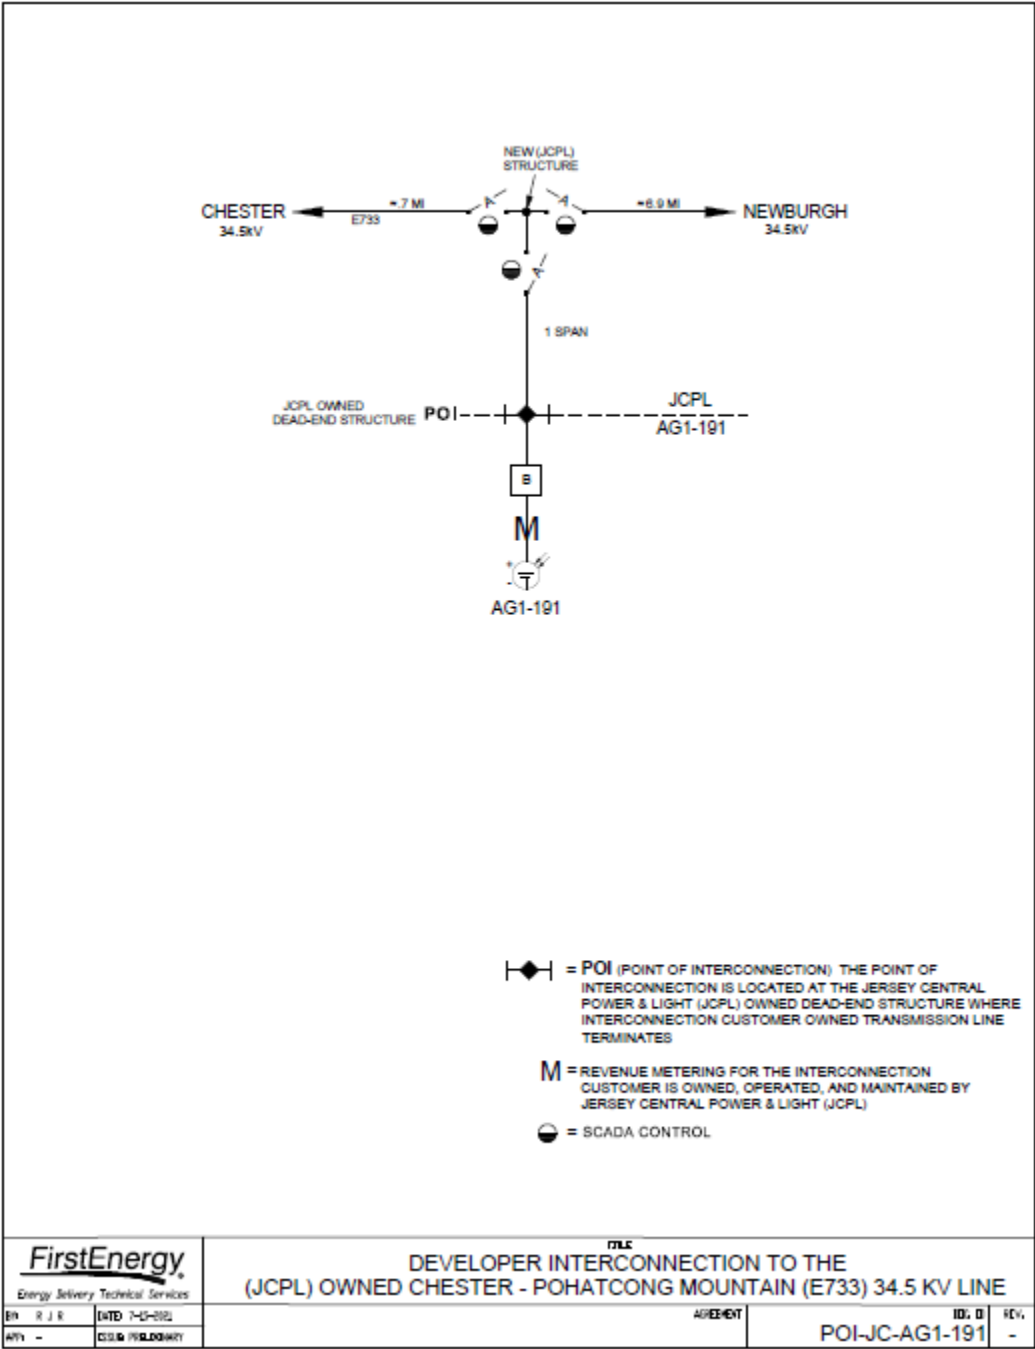 NEW (JCPL)
STRUCTURE
CHESTER
34.5kV
≈.7 MI
E733
≈6.9 MI
NEWBURGH
34.5kV
A
A
A
1 SPAN
JCPL OWNED
DEAD-END STRUCTURE
POI
JCPL
AG1-191
B
M
+
-
AG1-191
= POI (POINT OF INTERCONNECTION) THE POINT OF
INTERCONNECTION IS LOCATED AT THE JERSEY CENTRAL
POWER & LIGHT (JCPL) OWNED DEAD-END STRUCTURE WHERE
INTERCONNECTION CUSTOMER OWNED TRANSMISSION LINE
TERMINATES
M = REVENUE METERING FOR THE INTERCONNECTION
CUSTOMER IS OWNED, OPERATED, AND MAINTAINED BY
JERSEY CENTRAL POWER & LIGHT (JCPL)
= SCADA CONTROL
FirstEnergy
Energy Delivery Technical Services
TITLE
DEVELOPER INTERCONNECTION TO THE
(JCPL) OWNED CHESTER - POHATCONG MOUNTAIN (E733) 34.5 KV LINE
BY: R J R
DATE: 7-15-2021
APP: -
ISSUE: PRELIMINARY
AGREEMENT
POI-JC-AG1-191
REV.
-